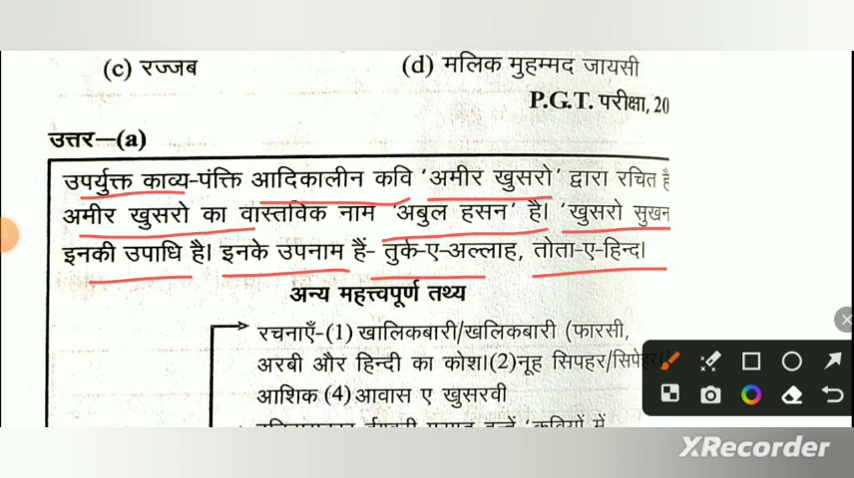 (c) रज्जब (d) मलिक मुहम्मद जायसी
P.G.T. परीक्षा, 20
उत्तर—(a)
उपर्युक्त काव्य-पंक्ति आदिकालीन कवि 'अमीर खुसरो' द्वारा रचित है
अमीर खुसरो का वास्तविक नाम 'अबुल हसन' है। 'खुसरो सुखन
इनकी उपाधि है। इनके उपनाम हैं- तुर्क-ए-अल्लाह, तोता-ए-हिन्द।
अन्य महत्त्वपूर्ण तथ्य
रचनाएँ-(1) खालिकबारी/खलिकबारी (फारसी,
अरबी और हिन्दी का कोश।(2)नूह सिपहर/सिपेहर
आशिक (4) आवास ए खुसरवी
XRecorder